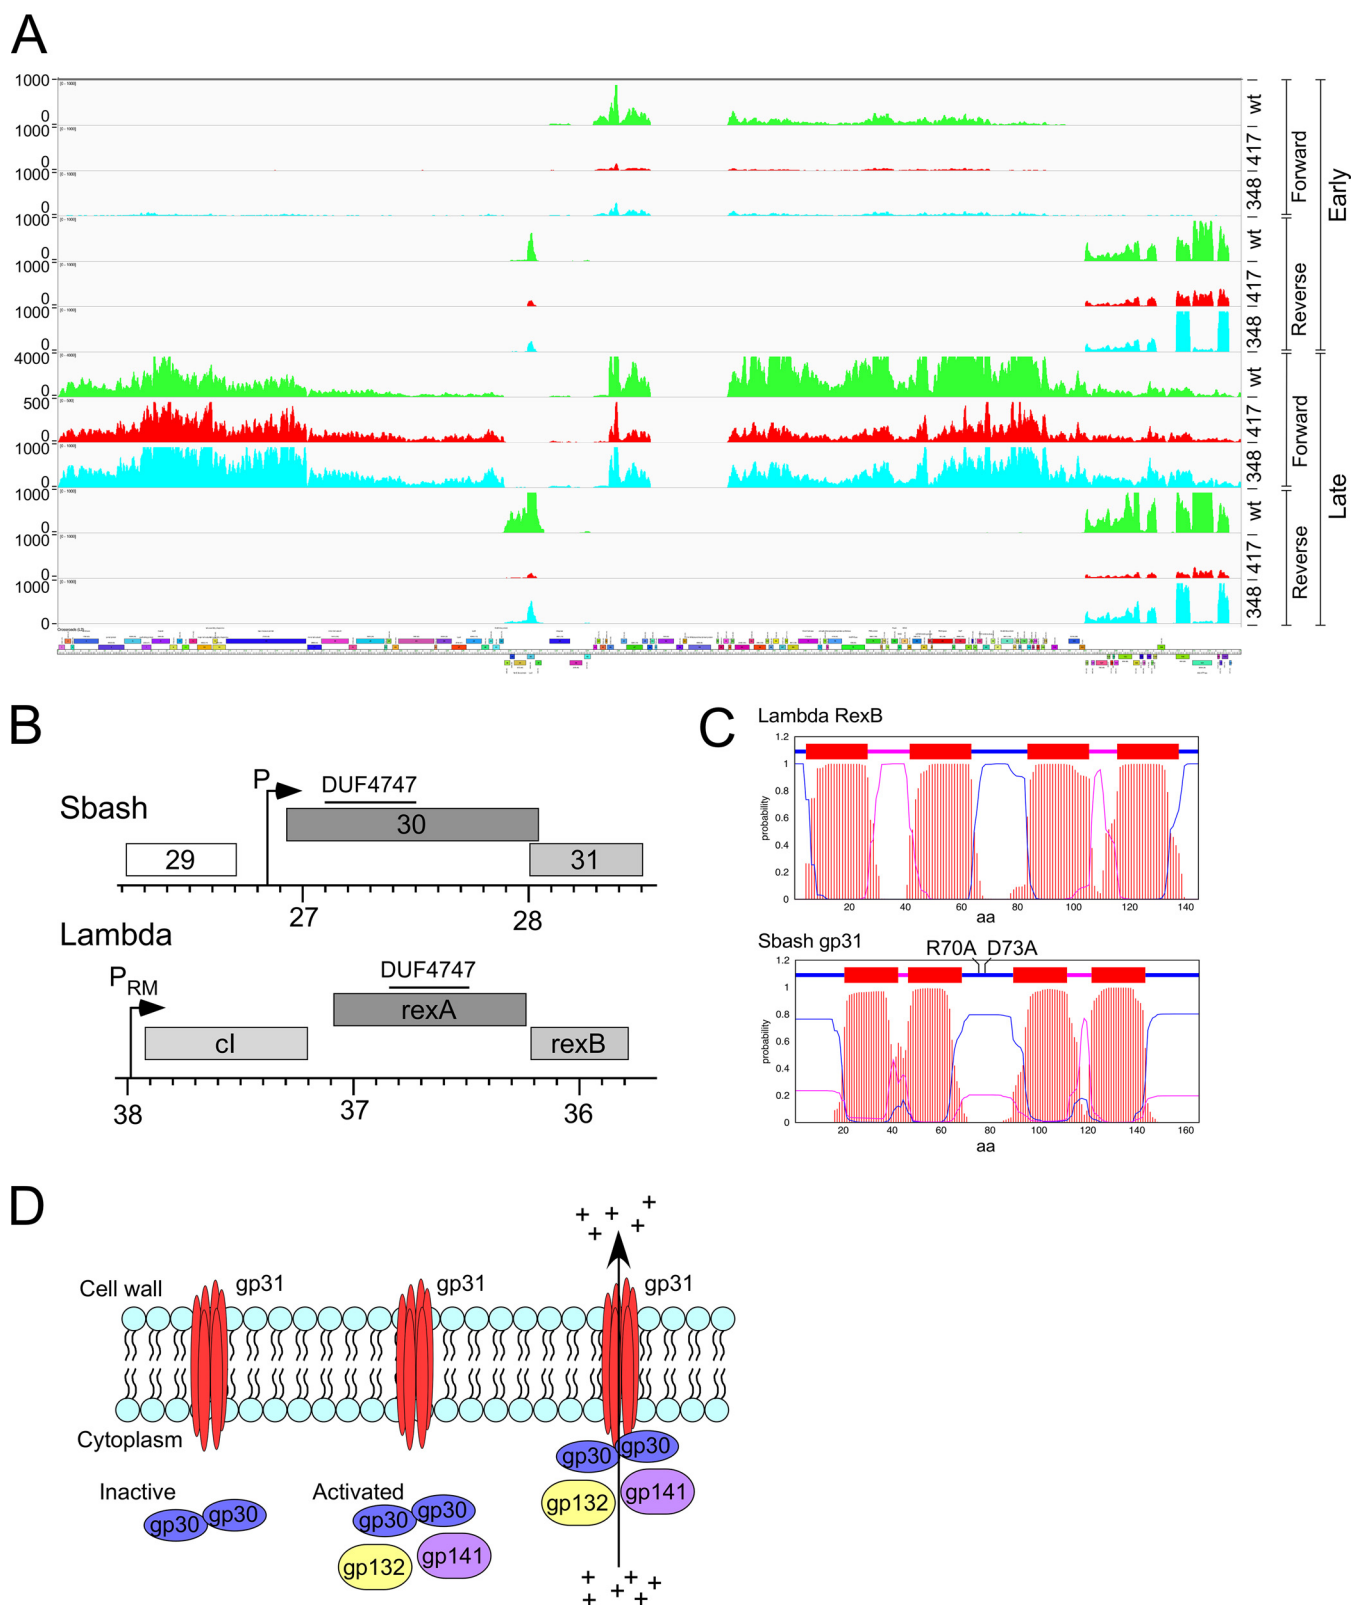 A
1000
0
1000
0
1000
0
1000
0
1000
0
1000
0
4000
0
500
0
1000
0
1000
0
1000
0
1000
0
wt
417
348
wt
417
348
wt
417
348
wt
417
348
Forward
Reverse
Forward
Reverse
Early
Late
B
Sbash
P
DUF4747
30
29
31
27
28
Lambda
PRM
DUF4747
rexA
cI
rexB
38
37
36
C
Lambda RexB
1.2
1
0.8
0.6
0.4
0.2
0
probability
20 40 60 80 100 120 140
aa
Sbash gp31
R70A D73A
1.2
1
0.8
0.6
0.4
0.2
0
probability
20 40 60 80 100 120 140 160
aa
D
+ + + + +
Cell wall
gp31
gp31
gp31
Cytoplasm
Inactive
gp30 gp30
Activated
gp30 gp30
gp132 gp141
gp30 gp30
gp132 gp141
+ + + + + +